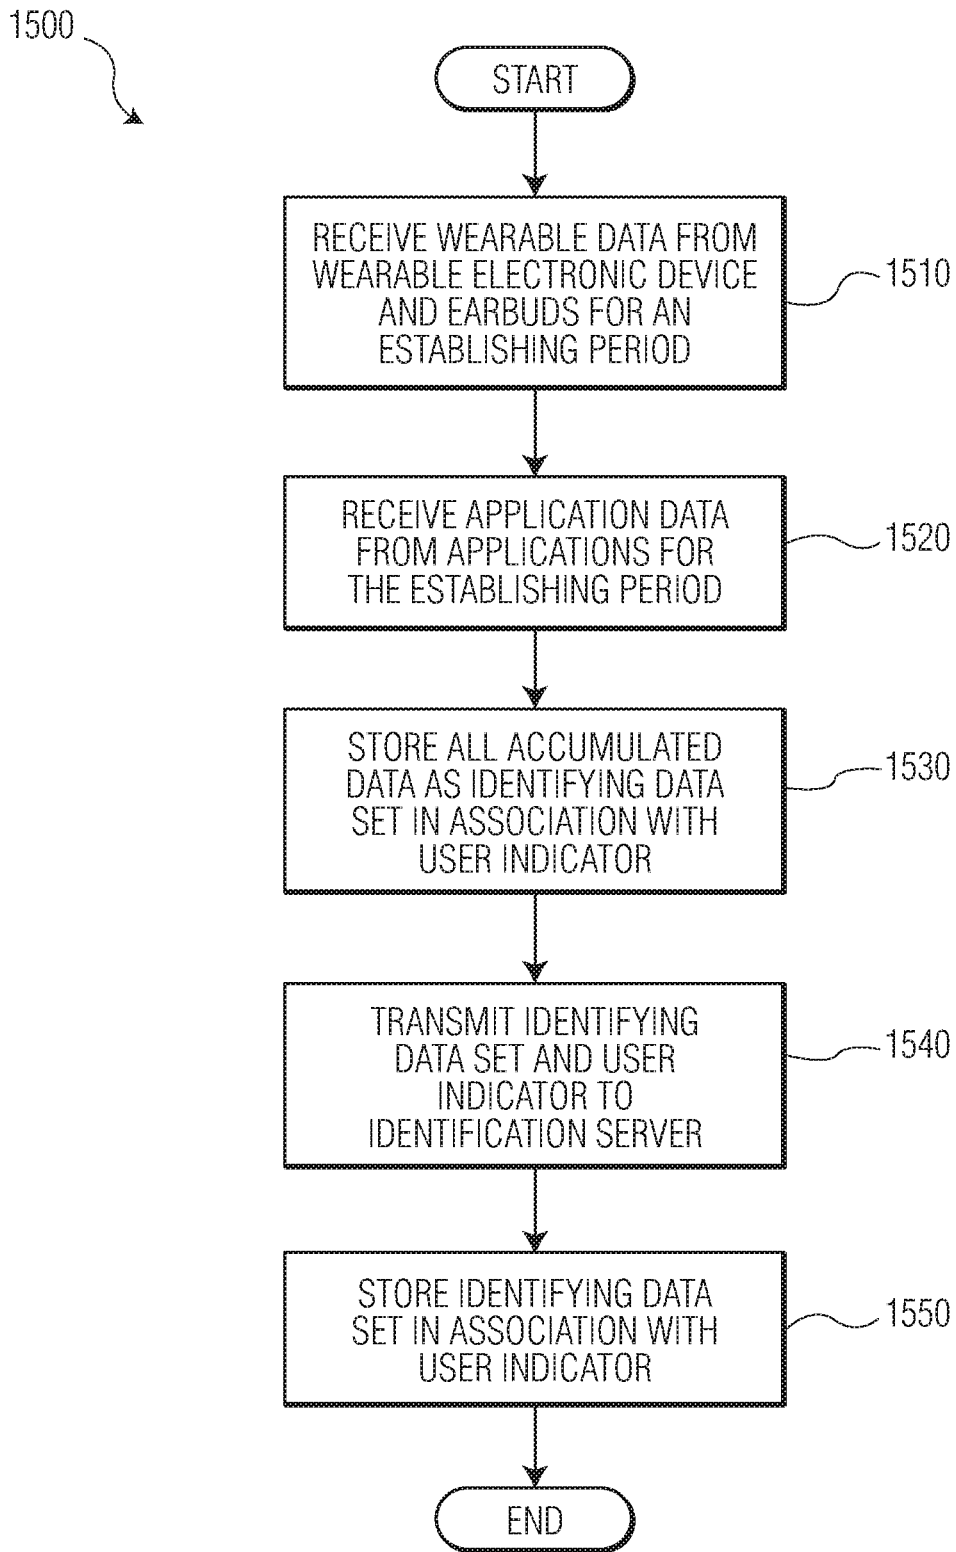 1500
START
RECEIVE WEARABLE DATA FROM
WEARABLE ELECTRONIC DEVICE
AND EARBUDS FOR AN
ESTABLISHING PERIOD
1510
RECEIVE APPLICATION DATA
FROM APPLICATIONS FOR
THE ESTABLISHING PERIOD
1520
STORE ALL ACCUMULATED
DATA AS IDENTIFYING DATA
SET IN ASSOCIATION WITH
USER INDICATOR
1530
TRANSMIT IDENTIFYING
DATA SET AND USER
INDICATOR TO
IDENTIFICATION SERVER
1540
STORE IDENTIFYING DATA
SET IN ASSOCIATION WITH
USER INDICATOR
1550
END